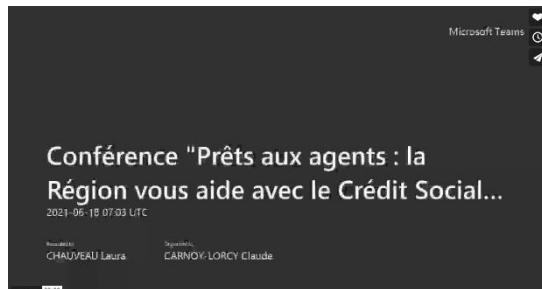 Microsoft Teams
Conférence "Prêts aux agents : la
Région vous aide avec le Crédit Social...
2021-06-18 07:03 UTC
CHAUVEAU Laura
CARNOY-LORCY Claude